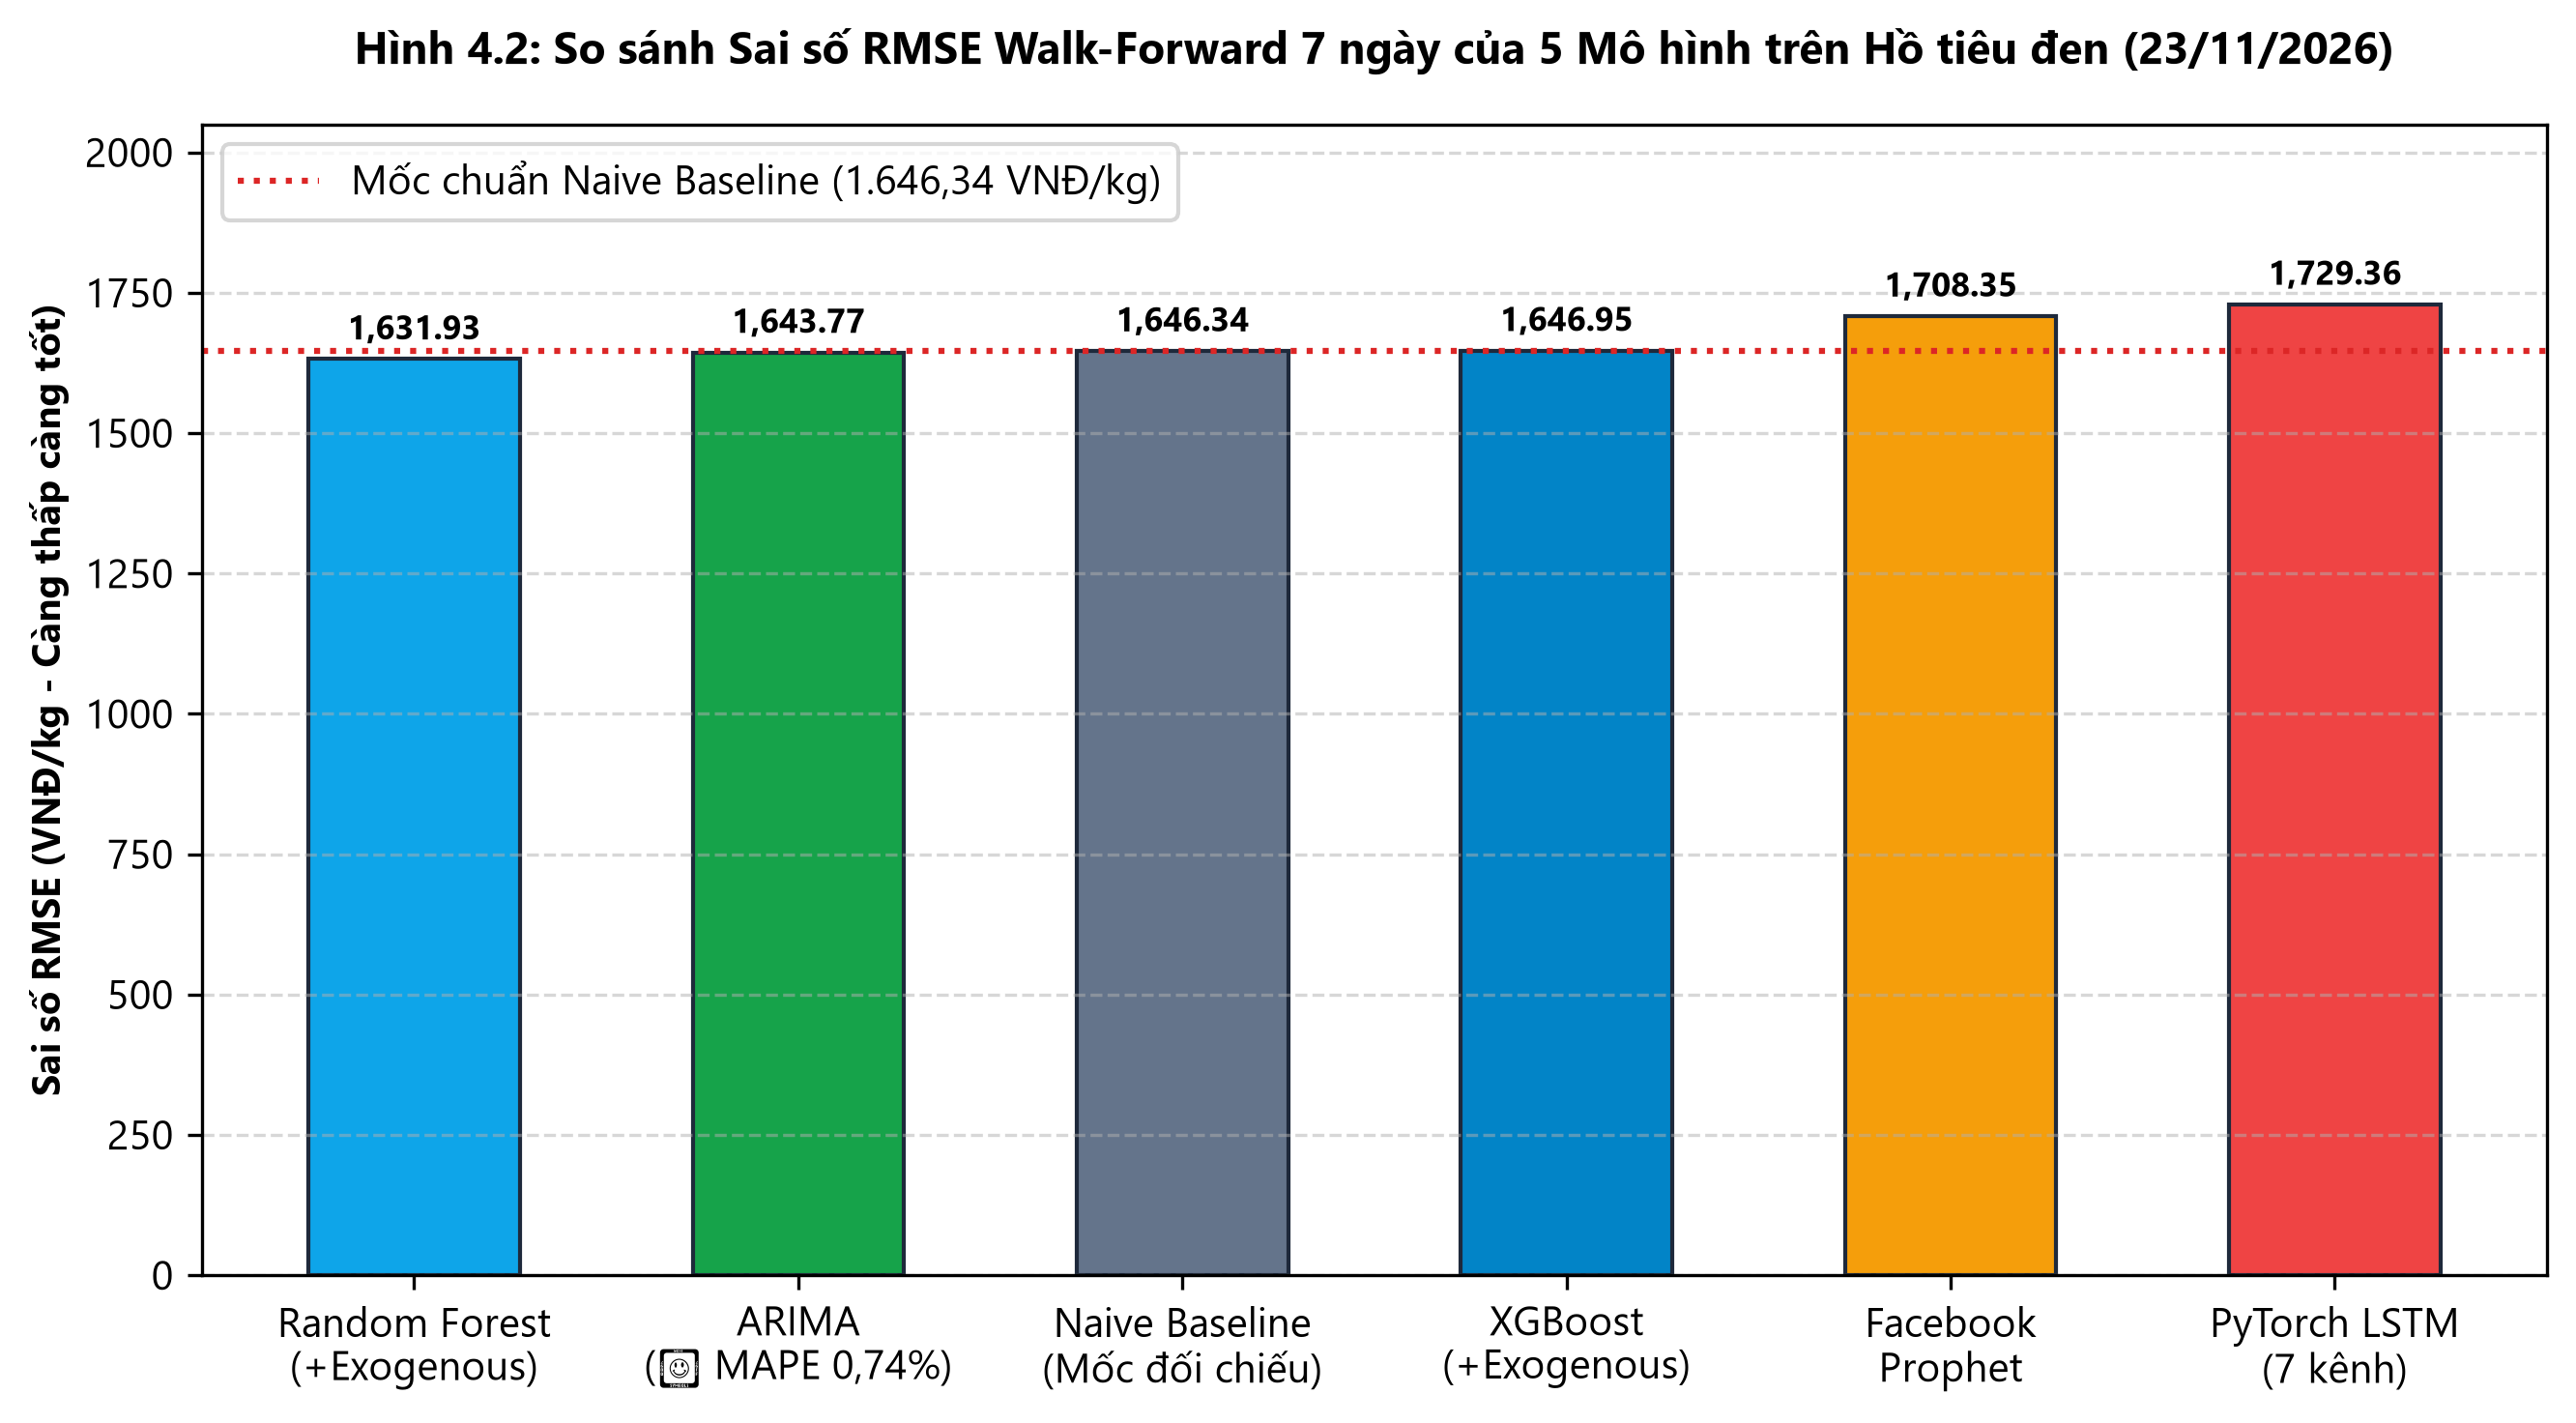 Hình 4.2: So sánh Sai số RMSE Walk-Forward 7 ngày của 5 Mô hình trên Hồ tiêu đen (23/11/2026)
Sai số RMSE (VNĐ/kg - Càng thấp càng tốt)
2000
1750
1500
1250
1000
750
500
250
0
Mốc chuẩn Naive Baseline (1.646,34 VNĐ/kg)
1,631.93
1,643.77
1,646.34
1,646.95
1,708.35
1,729.36
Random Forest
(+Exogenous)
ARIMA
( MAPE 0,74%)
Naive Baseline
(Mốc đối chiếu)
XGBoost
(+Exogenous)
Facebook
Prophet
PyTorch LSTM
(7 kênh)